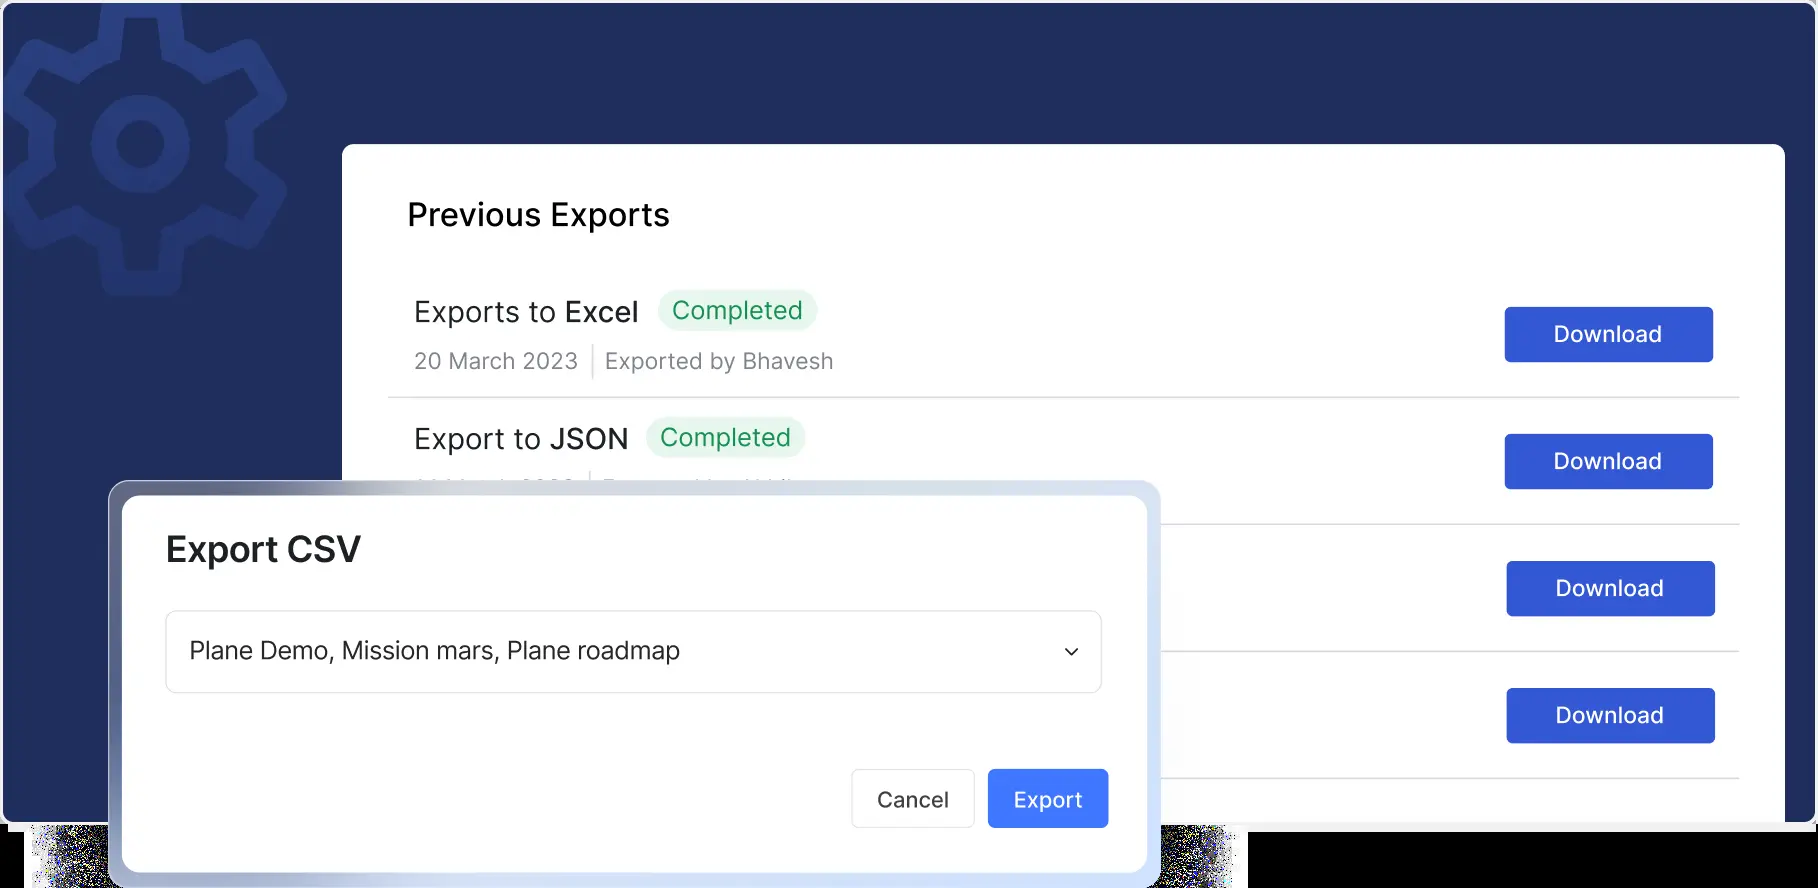 Previous Exports
Exports to Excel Completed
Download
20 March 2023 Exported by Bhavesh
Export to JSON Completed
Download
Export CSV
Download
Plane Demo, Mission mars, Plane roadmap
Download
Cancel Export